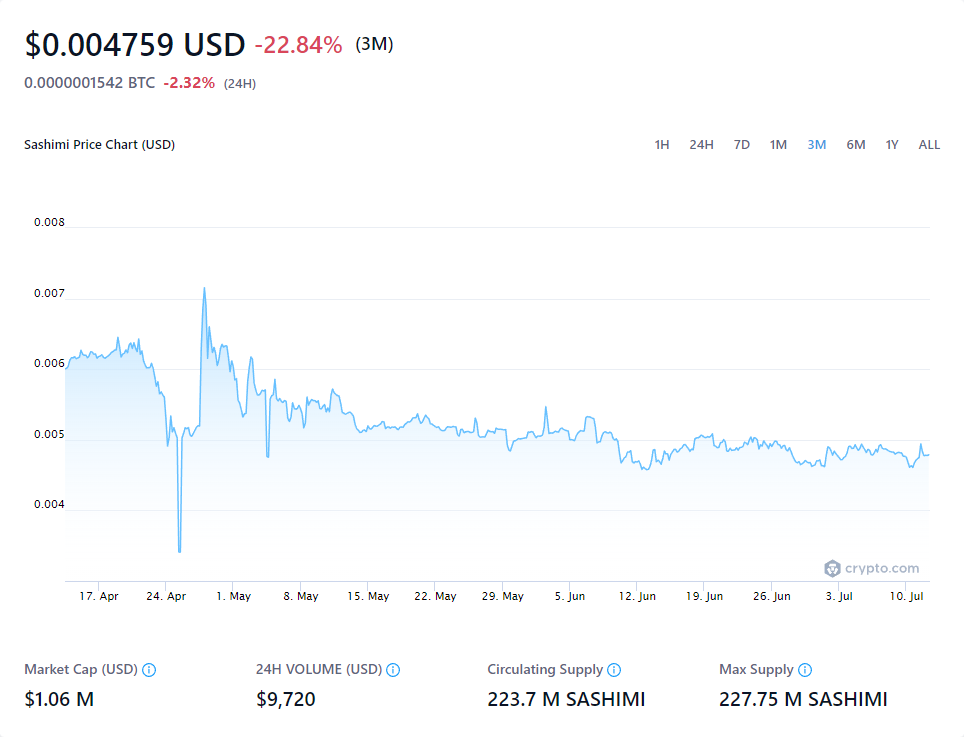 $0.004759 USD -22.84% (3M)
0.0000001542 BTC -2.32% (24H)
Sashimi Price Chart (USD) 1H 24H 7D 1M 3M 6M 1Y ALL
0.008
0.007
0.006
0.005
0.004
crypto.com
17. Apr 24. Apr 1. May 8. May 15. May 22. May 29. May 5. Jun 12. Jun 19. Jun 26. Jun 3. Jul 10. Jul
Market Cap (USD) 24H VOLUME (USD) Circulating Supply Max Supply
$1.06 M $9,720 223.7 M SASHIMI 227.75 M SASHIMI